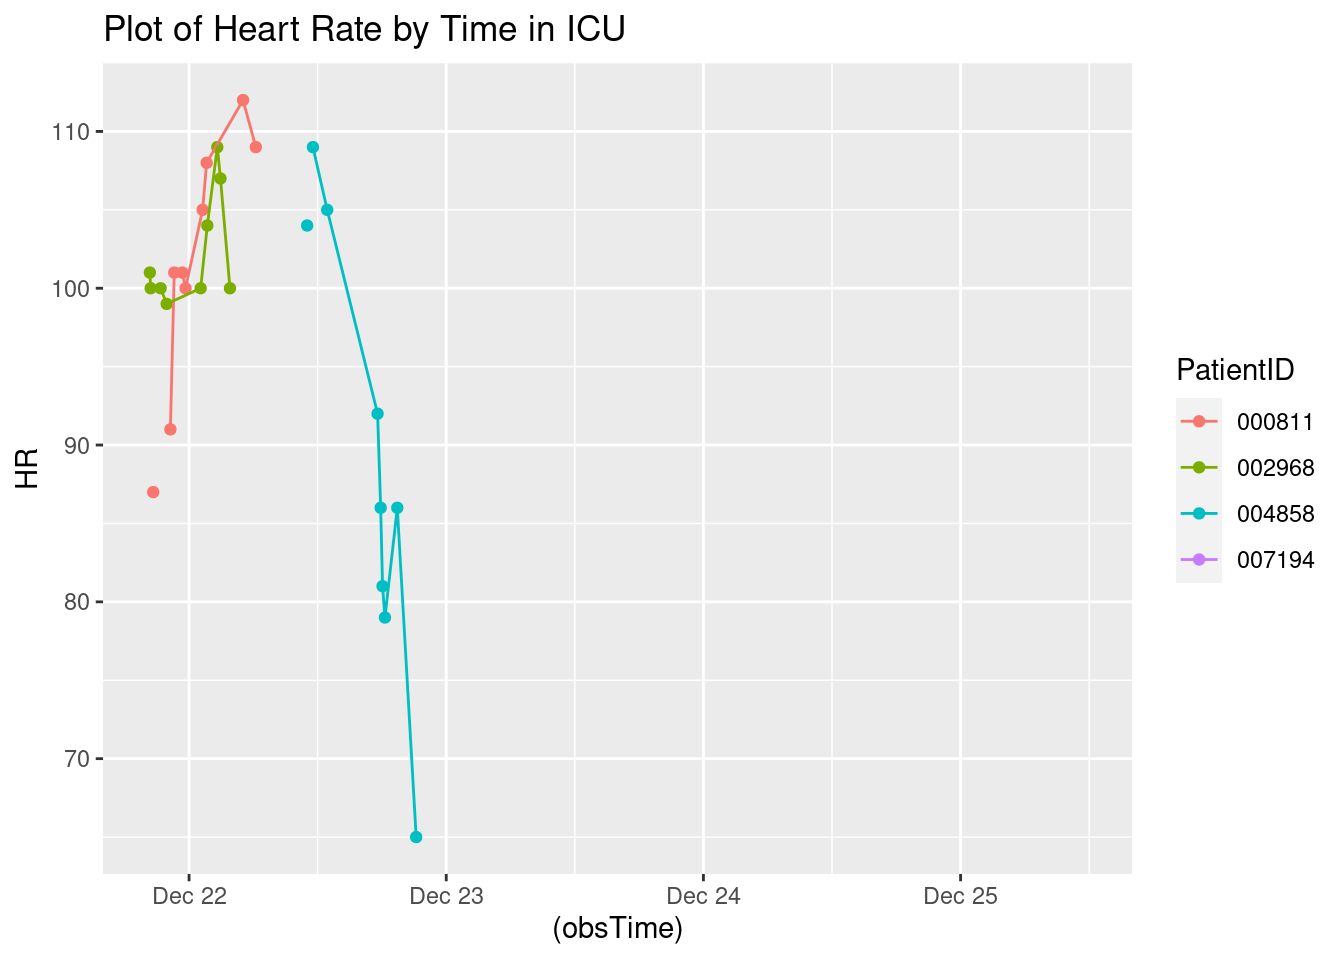 Plot of Heart Rate by Time in ICU
110
100
90
80
70
HR
Dec 22
Dec 23
Dec 24
Dec 25
(obsTime)
PatientID
000811
002968
004858
007194